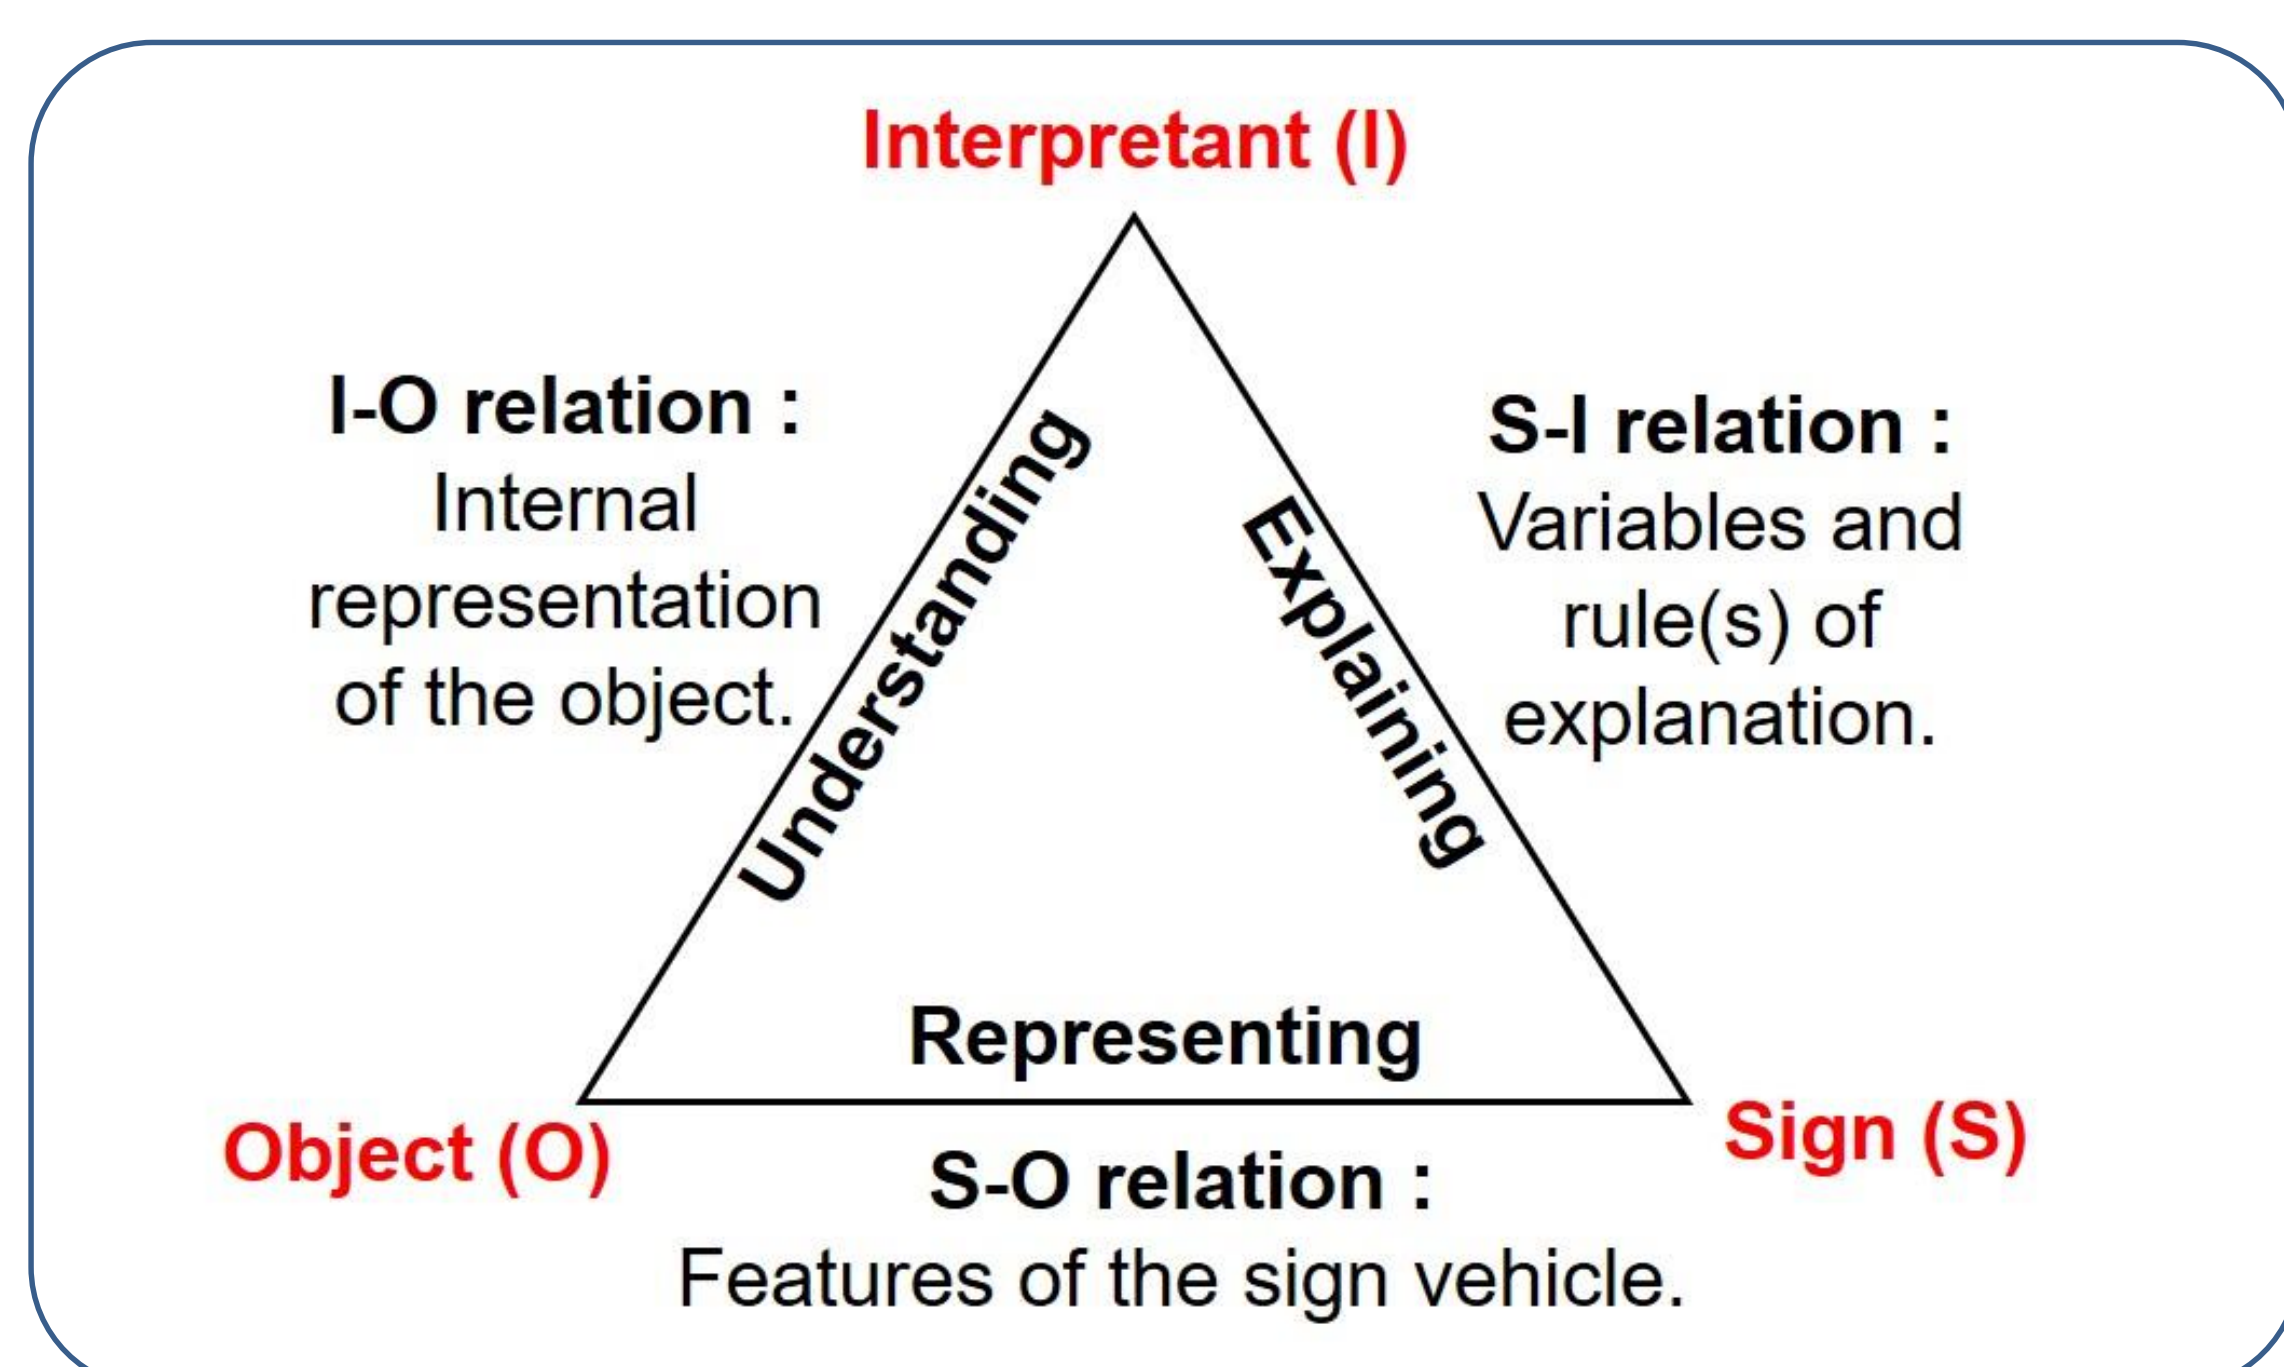 Interpretant (I)
I-O relation :
Internal
representation
of the object.
Understanding
Explaining
S-I relation :
Variables and
rule(s) of
explanation.
Representing
Object (O)
Sign (S)
S-O relation :
Features of the sign vehicle.